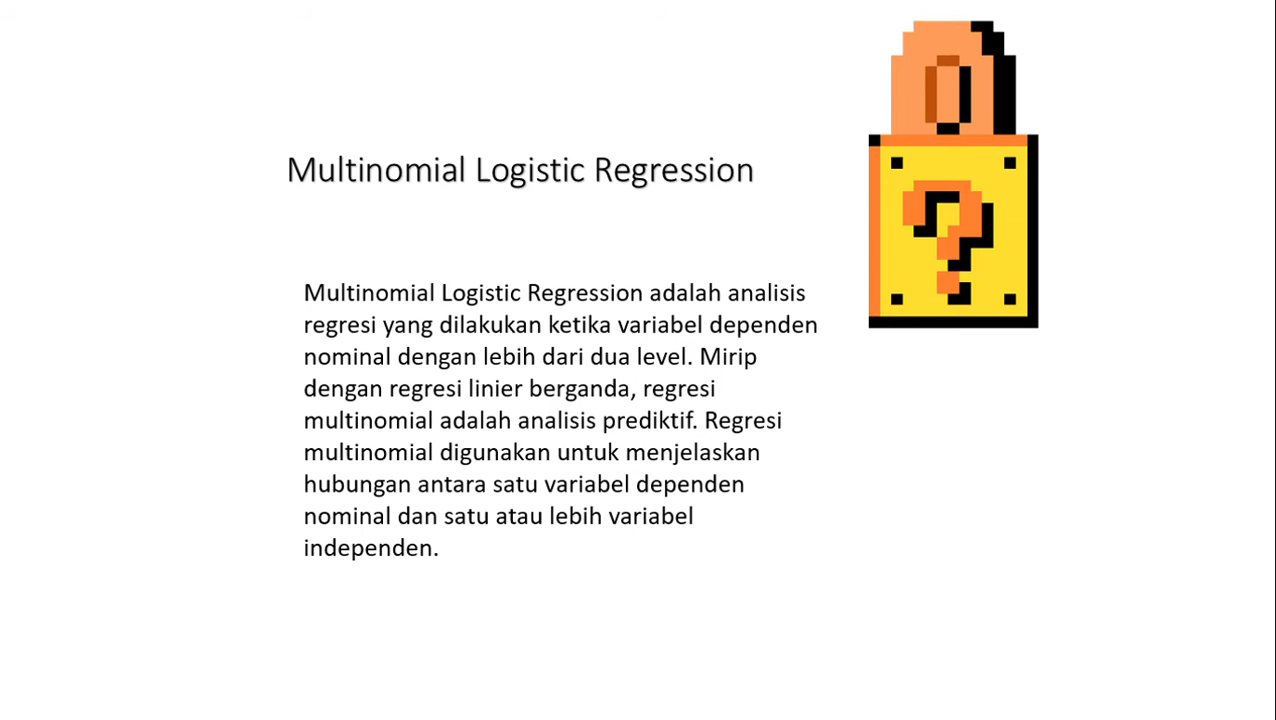 Multinomial Logistic Regression
Multinomial Logistic Regression adalah analisis
regresi yang dilakukan ketika variabel dependen
nominal dengan lebih dari dua level. Mirip
dengan regresi linier berganda, regresi
multinomial adalah analisis prediktif. Regresi
multinomial digunakan untuk menjelaskan
hubungan antara satu variabel dependen
nominal dan satu atau lebih variabel
independen.
?